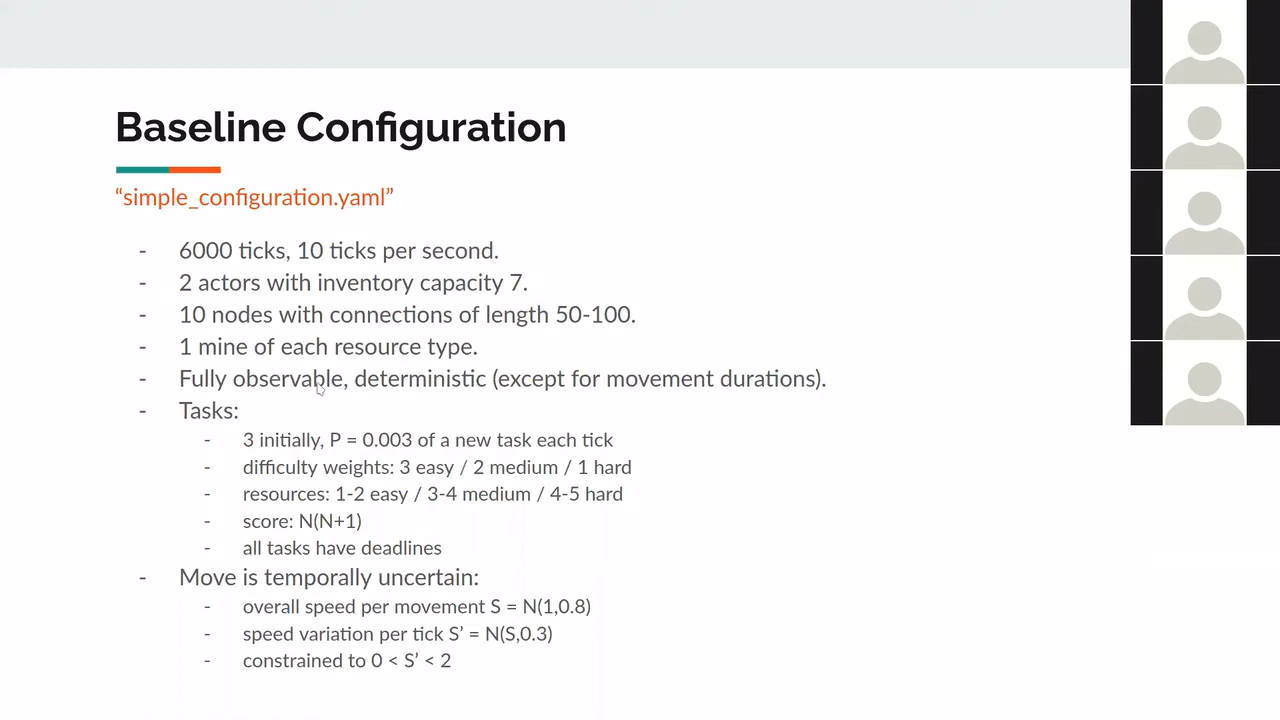 Baseline Configuration
“simple_configuration.yaml”
- 6000 ticks, 10 ticks per second.
- 2 actors with inventory capacity 7.
- 10 nodes with connections of length 50-100.
- 1 mine of each resource type.
- Fully observable, deterministic (except for movement durations).
- Tasks:
- 3 initially, P = 0.003 of a new task each tick
- difficulty weights: 3 easy / 2 medium / 1 hard
- resources: 1-2 easy / 3-4 medium / 4-5 hard
- score: N(N+1)
- all tasks have deadlines
- Move is temporally uncertain:
- overall speed per movement S = N(1,0.8)
- speed variation per tick S’ = N(S,0.3)
- constrained to 0 < S’ < 2